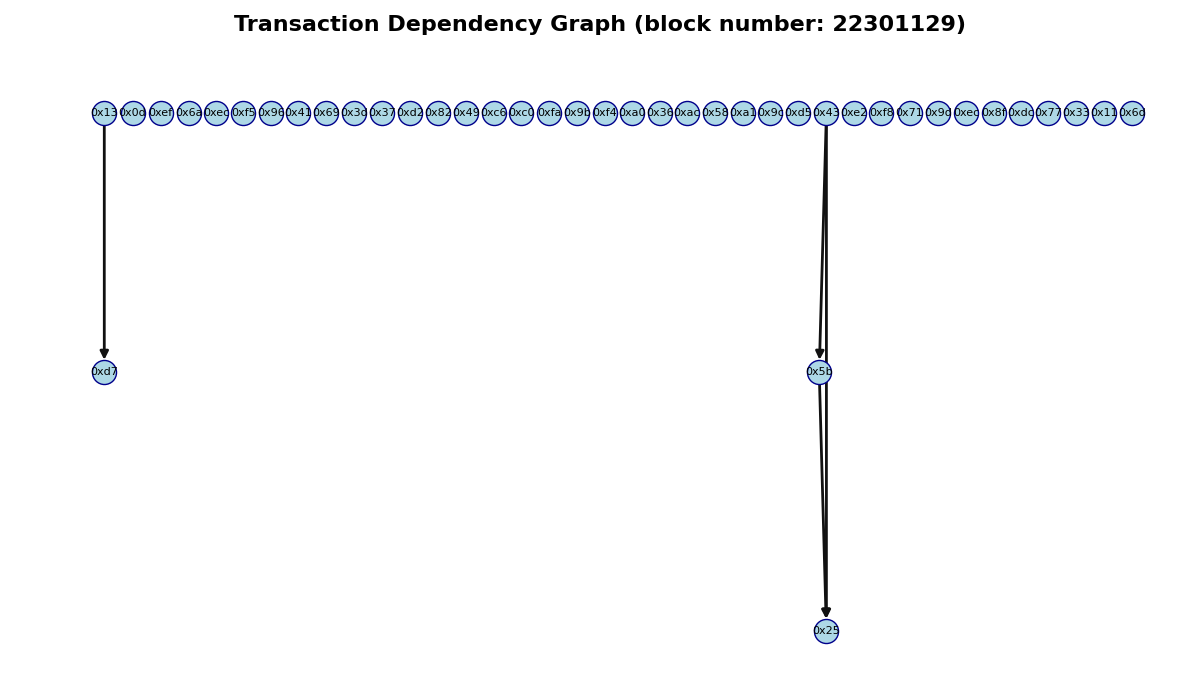 Transaction Dependency Graph (block number: 22301129)
0x13 0x0d 0xef 0x6a 0xec 0xf5 0x96 0x41 0x69 0x3d 0x37 0xd2 0x82 0x49 0xc6 0xc0 0xfa 0x9b 0xf4 0xa0 0x36 0xac 0x58 0xa1 0x9c 0xd5 0x43 0xe2 0xf8 0x71 0x9d 0xec 0x8f 0xdc 0x77 0x33 0x11 0x6d
0xd7 0x5b
0x25